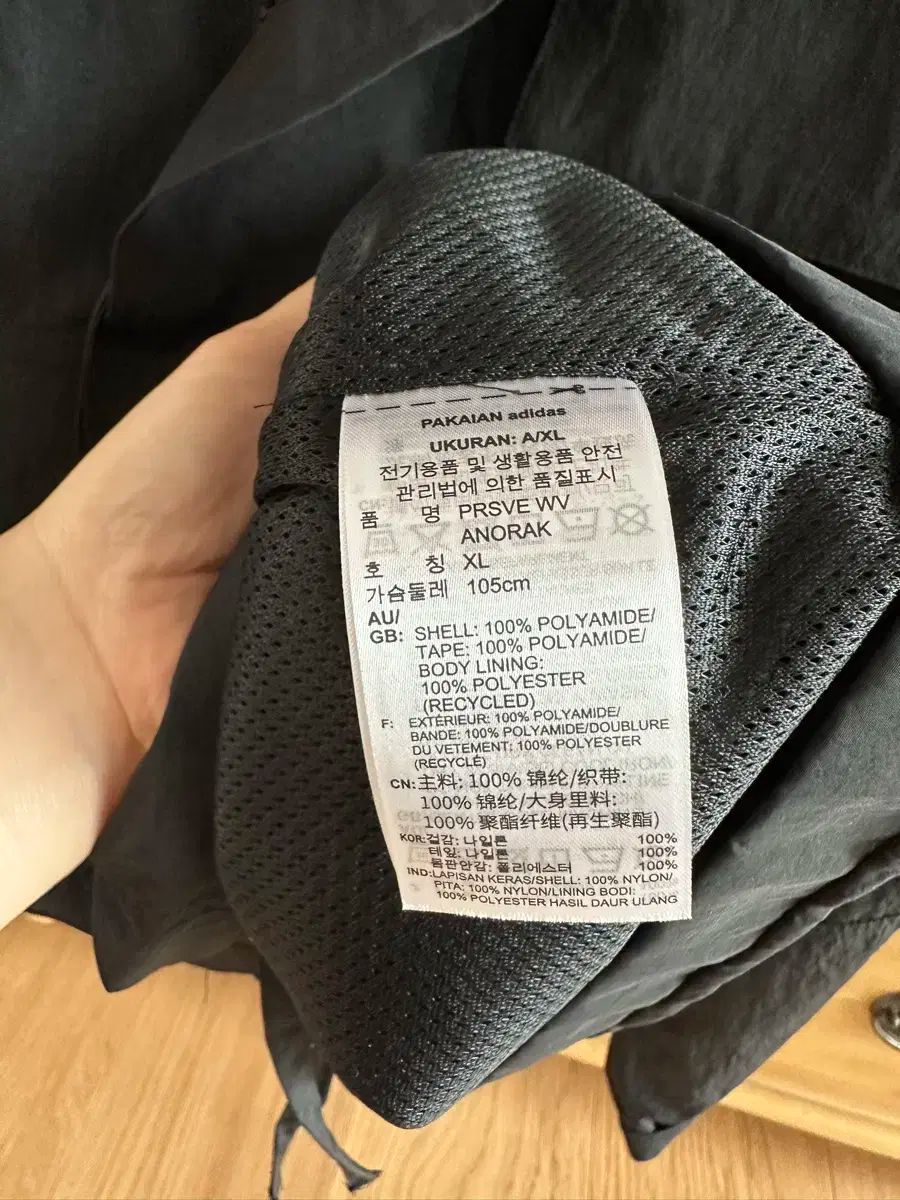 PAKAIAN adidas
UKURAN: A/XL
전기용품 및 생활용품 안전
관리법에 의한 품질표시
품 명 PRSVE WV
ANORAK
호 칭 XL
가슴둘레 105cm
AU/
GB: SHELL: 100% POLYAMIDE/
TAPE: 100% POLYAMIDE/
BODY LINING:
100% POLYESTER
(RECYCLED)
F: EXTÉRIEUR: 100% POLYAMIDE/
BANDE: 100% POLYAMIDE/DOUBLURE
DU VETEMENT: 100% POLYESTER
(RECYCLÉ)
CN: 主料: 100% 锦纶/织带:
100% 锦纶/大身里料:
100% 聚酯纤维(再生聚酯)
KOR: 겉감: 나일론 100%
테잎: 나일론 100%
몸판안감: 폴리에스터 100%
IND: LAPISAN KERAS/SHELL: 100% NYLON/
PITA: 100% NYLON/LINING BODI:
100% POLYESTER HASIL DAUR ULANG